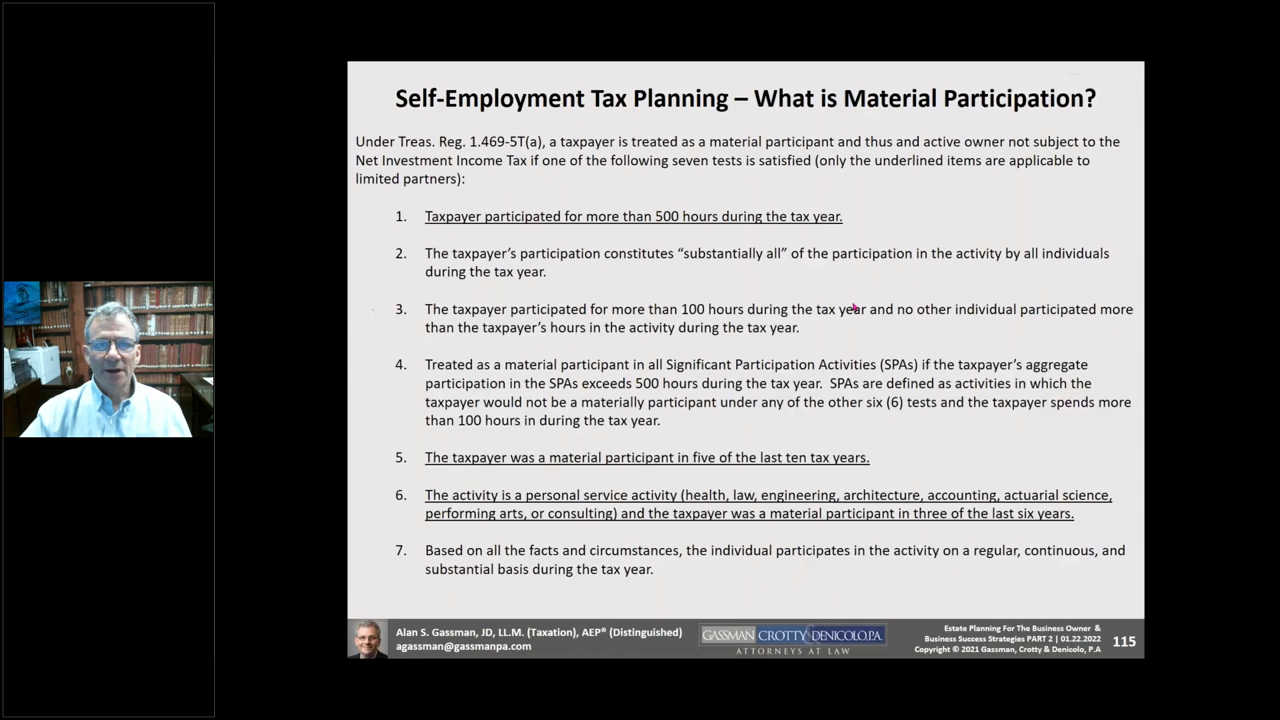 Self-Employment Tax Planning – What is Material Participation?
Under Treas. Reg. 1.469-5T(a), a taxpayer is treated as a material participant and thus and active owner not subject to the
Net Investment Income Tax if one of the following seven tests is satisfied (only the underlined items are applicable to
limited partners):
1. Taxpayer participated for more than 500 hours during the tax year.
2. The taxpayer’s participation constitutes “substantially all” of the participation in the activity by all individuals
during the tax year.
3. The taxpayer participated for more than 100 hours during the tax year and no other individual participated more
than the taxpayer’s hours in the activity during the tax year.
4. Treated as a material participant in all Significant Participation Activities (SPAs) if the taxpayer’s aggregate
participation in the SPAs exceeds 500 hours during the tax year. SPAs are defined as activities in which the
taxpayer would not be a materially participant under any of the other six (6) tests and the taxpayer spends more
than 100 hours in during the tax year.
5. The taxpayer was a material participant in five of the last ten tax years.
6. The activity is a personal service activity (health, law, engineering, architecture, accounting, actuarial science,
performing arts, or consulting) and the taxpayer was a material participant in three of the last six years.
7. Based on all the facts and circumstances, the individual participates in the activity on a regular, continuous, and
substantial basis during the tax year.
Alan S. Gassman, JD, LL.M. (Taxation), AEP® (Distinguished)
agassman@gassmanpa.com
GASSMAN CROTTY DENICOLO, P.A.
ATTORNEYS AT LAW
Estate Planning For The Business Owner &
Business Success Strategies PART 2 | 01.22.2022
Copyright © 2021 Gassman, Crotty & Denicolo, P.A
115